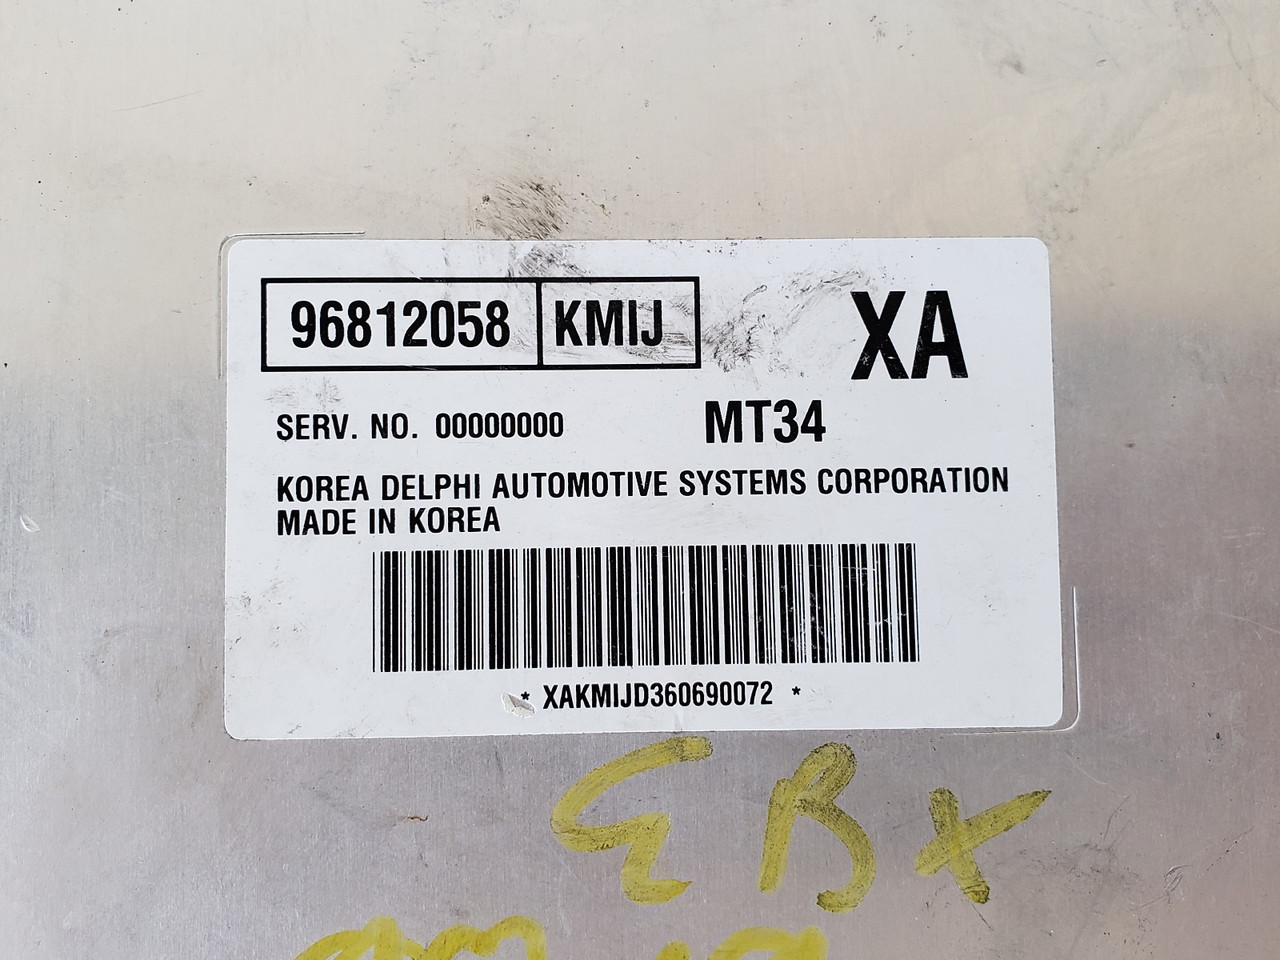 96812058 KMIJ XA
SERV. NO. 00000000 MT34
KOREA DELPHI AUTOMOTIVE SYSTEMS CORPORATION
MADE IN KOREA
* XAKMIJD360690072 *